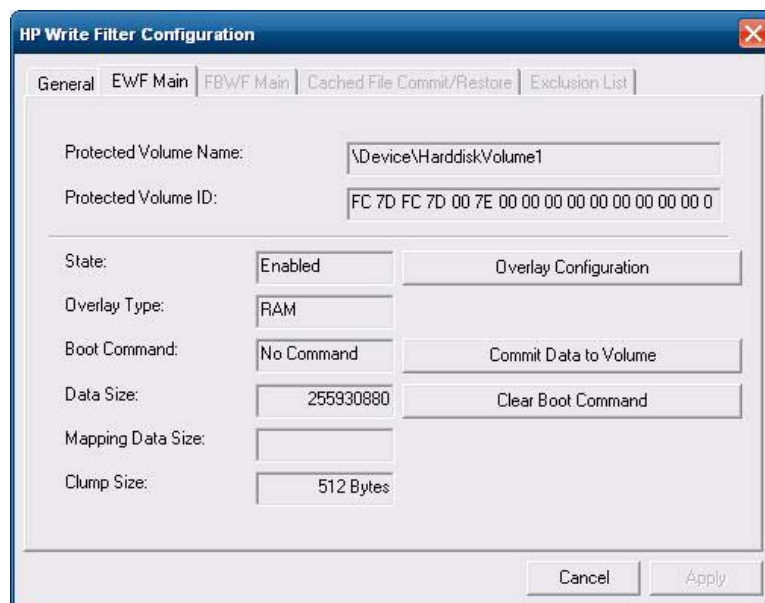 HP Write Filter Configuration
General EWF Main FBWF Main Cached File Commit/Restore Exclusion List
Protected Volume Name: \Device\HarddiskVolume1
Protected Volume ID: FC 7D FC 7D 00 7E 00 00 00 00 00 00 00 00 00 0
State: Enabled Overlay Configuration
Overlay Type: RAM
Boot Command: No Command Commit Data to Volume
Data Size: 255930880 Clear Boot Command
Mapping Data Size:
Clump Size: 512 Bytes
Cancel Apply